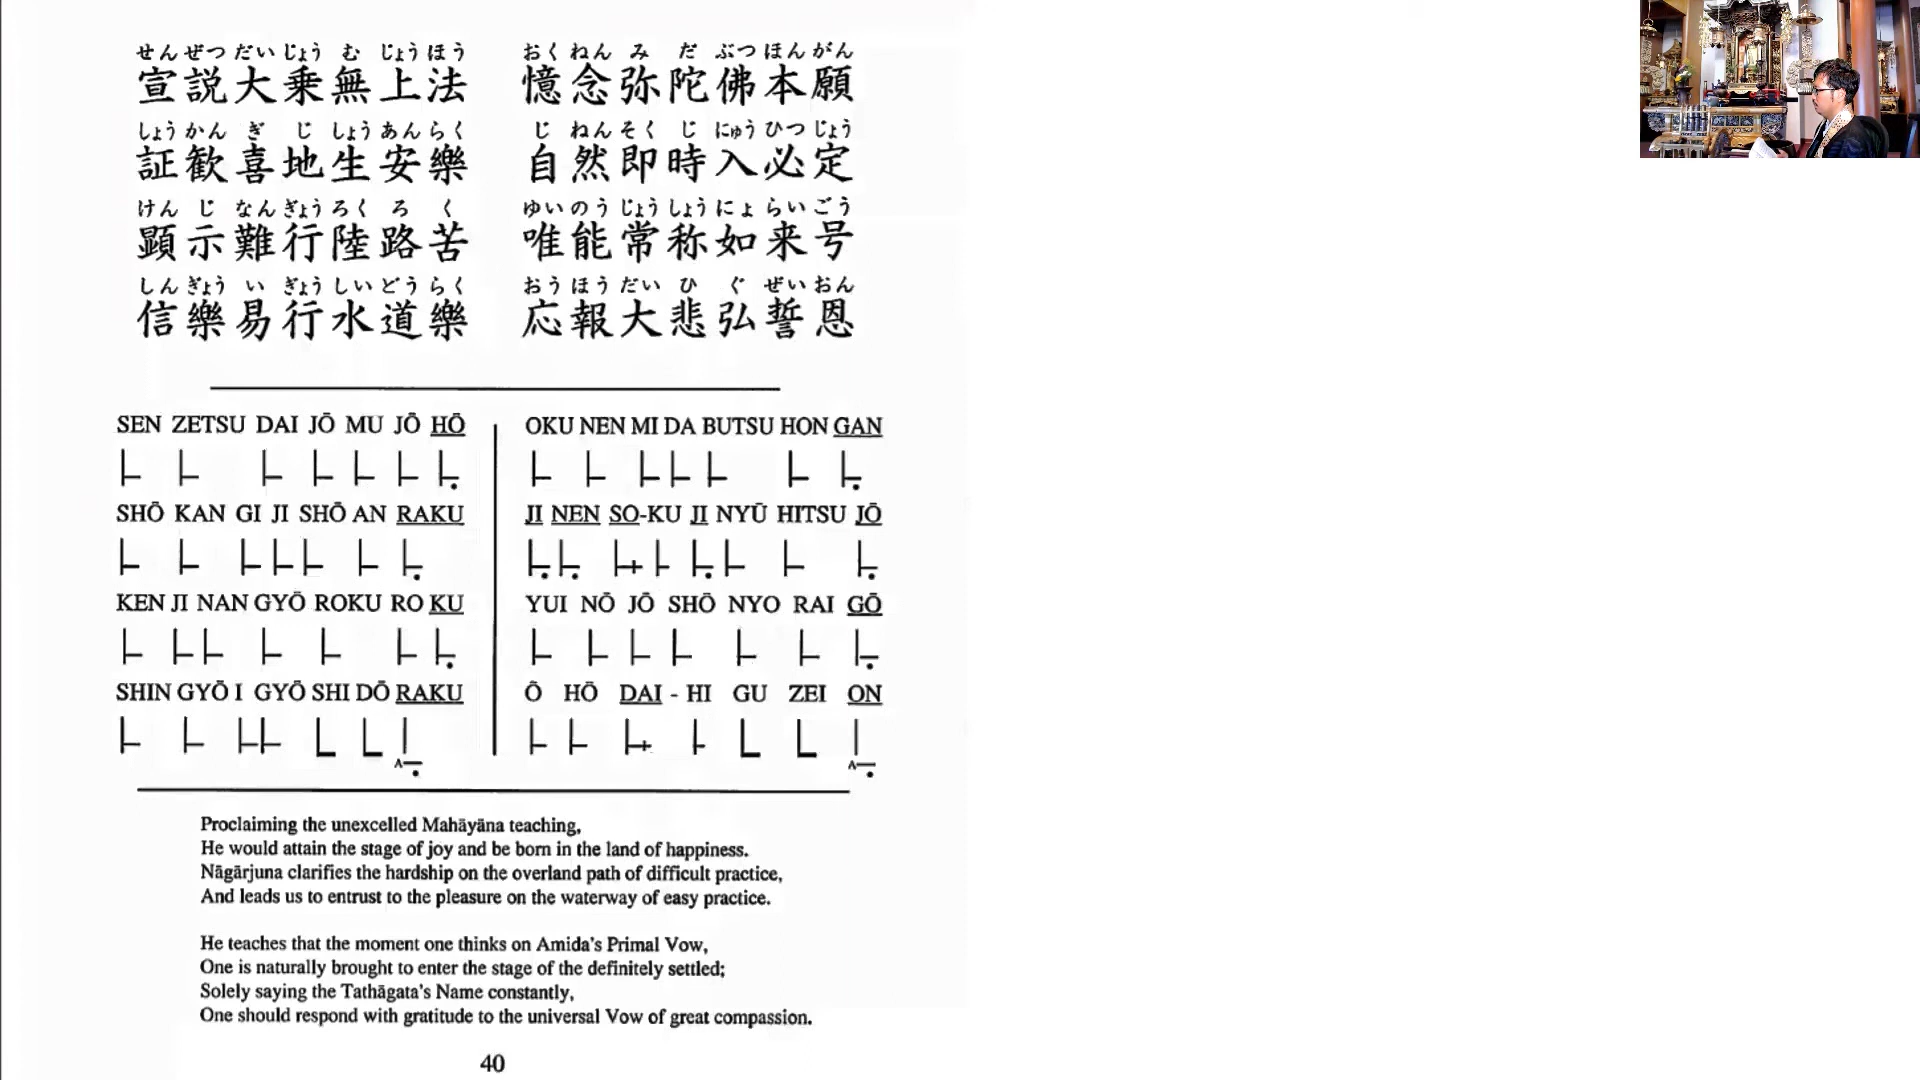 せんぜつだいじょうむじょうほう
宣説大乗無上法
しょうかんぎじしょうあんらく
証歓喜地生安樂
けんじなんぎょうろくろく
顕示難行陸路苦
しんぎょういぎょうしいどうらく
信樂易行水道樂
おくねんみだぶつほんがん
憶念弥陀佛本願
じねんそくじにゅうひつじょう
自然即時入必定
ゆいのうじょうしょうにょらいごう
唯能常称如来号
おうほうだいひぐぜいおん
応報大悲弘誓恩
SEN ZETSU DAI JŌ MU JŌ HŌ
SHŌ KAN GI JI SHŌ AN RAKU
KEN JI NAN GYŌ ROKU RO KU
SHIN GYŌ I GYŌ SHI DŌ RAKU
OKU NEN MI DA BUTSU HON GAN
JI NEN SO-KU JI NYŪ HITSU JŌ
YUI NŌ JŌ SHŌ NYO RAI GŌ
Ō HŌ DAI - HI GU ZEI ON
Proclaiming the unexcelled Mahāyāna teaching,
He would attain the stage of joy and be born in the land of happiness.
Nāgārjuna clarifies the hardship on the overland path of difficult practice,
And leads us to entrust to the pleasure on the waterway of easy practice.
He teaches that the moment one thinks on Amida's Primal Vow,
One is naturally brought to enter the stage of the definitely settled;
Solely saying the Tathāgata's Name constantly,
One should respond with gratitude to the universal Vow of great compassion.
40